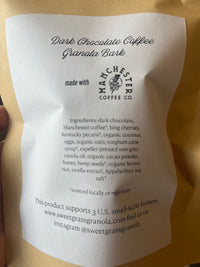 Dark Chocolate Coffee
Granola Bark
made with
MANCHESTER
COFFEE CO.
Ingredients: dark chocolate,
Manchester coffee*, bing cherries,
kentucky pecans*, organic coconut,
eggs, organic oats, sorghum cane
syrup*, expeller pressed non-gmo
canola oil, organic cacao powder,
honey, hemp seeds*, organic brown
rice, vanilla extract, Appalachian sea
salt*
*sourced locally or regionally
This product supports 3 U.S. small-scale farmers
www.sweetgrassgranola.com find us on
instagram @sweetgrassgranola